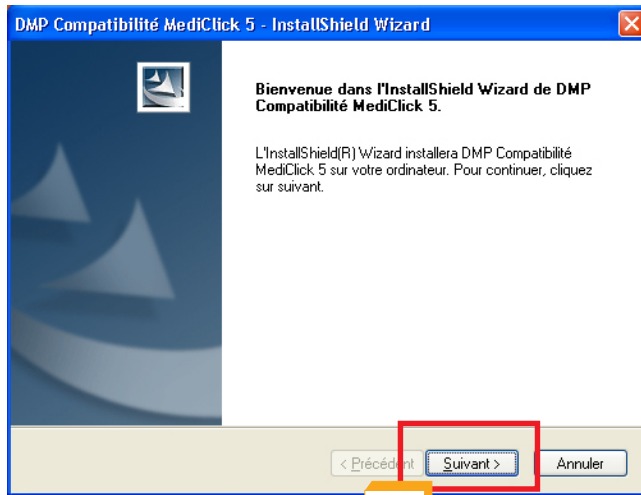 DMP Compatibilité MediClick 5 - InstallShield Wizard
Bienvenue dans l'InstallShield Wizard de DMP
Compatibilité MediClick 5.
L'InstallShield(R) Wizard installera DMP Compatibilité
MediClick 5 sur votre ordinateur. Pour continuer, cliquez
sur suivant.
< Précédent Suivant > Annuler